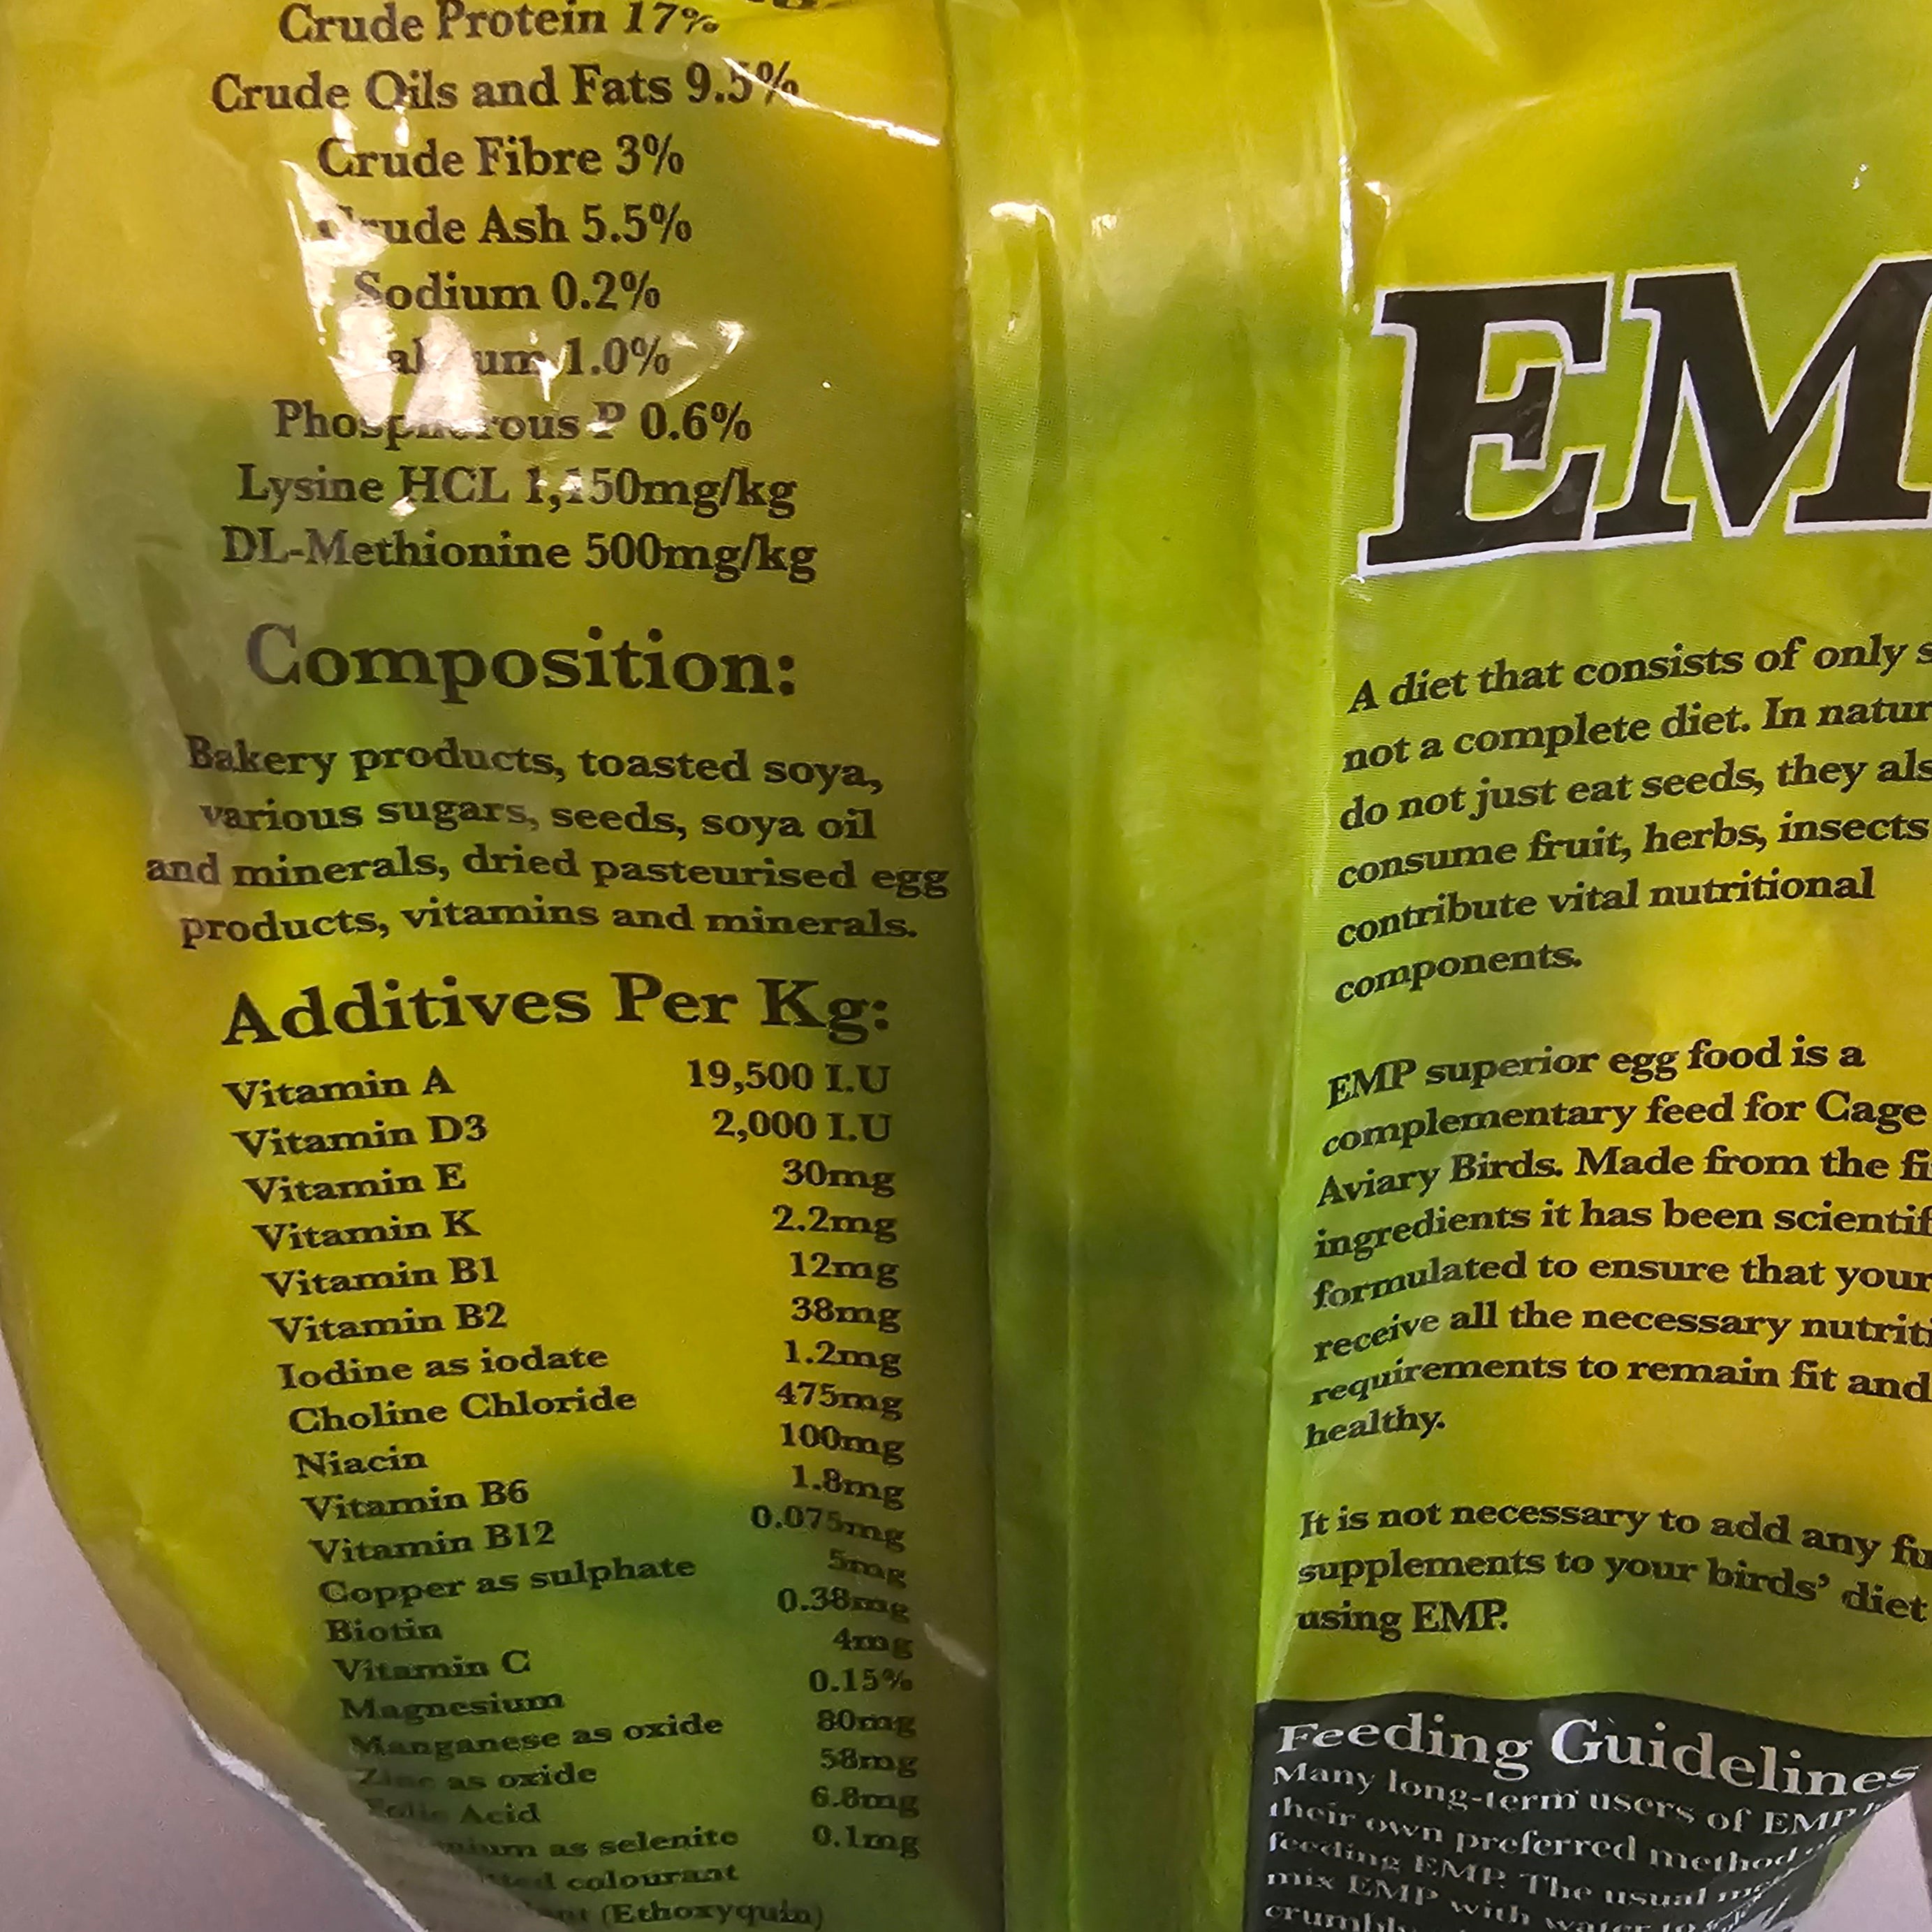 Crude Protein 17%
Crude Oils and Fats 9.5%
Crude Fibre 3%
Crude Ash 5.5%
Sodium 0.2%
Calcium 1.0%
Phosphorous P 0.6%
Lysine HCL 1,150mg/kg
DL-Methionine 500mg/kg
Composition:
Bakery products, toasted soya,
various sugars, seeds, soya oil
and minerals, dried pasteurised egg
products, vitamins and minerals.
Additives Per Kg:
Vitamin A 19,500 I.U
Vitamin D3 2,000 I.U
Vitamin E 30mg
Vitamin K 2.2mg
Vitamin B1 12mg
Vitamin B2 38mg
Iodine as iodate 1.2mg
Choline Chloride 475mg
Niacin 100mg
Vitamin B6 1.8mg
Vitamin B12 0.075mg
Copper as sulphate 5mg
Biotin 0.38mg
Vitamin C 4mg
Magnesium 0.15%
Manganese as oxide 80mg
Zinc as oxide 58mg
Folic Acid 6.8mg
as selenite 0.1mg
colourant
(Ethoxyquin)
EM
A diet that consists of only
not a complete diet. In
do not just eat seeds, they
consume fruit, herbs, insects
contribute vital nutritional
components.
EMP superior egg food is a
complementary feed for Cage
Aviary Birds. Made from the
ingredients it has been
formulated to ensure that your
receive all the necessary
requirements to remain fit and
healthy.
It is not necessary to add any
supplements to your birds' diet
using EMP.
Feeding Guidelines
Many long-term users of EMP
their own preferred method
feeding EMP. The usual
mix EMP with water to